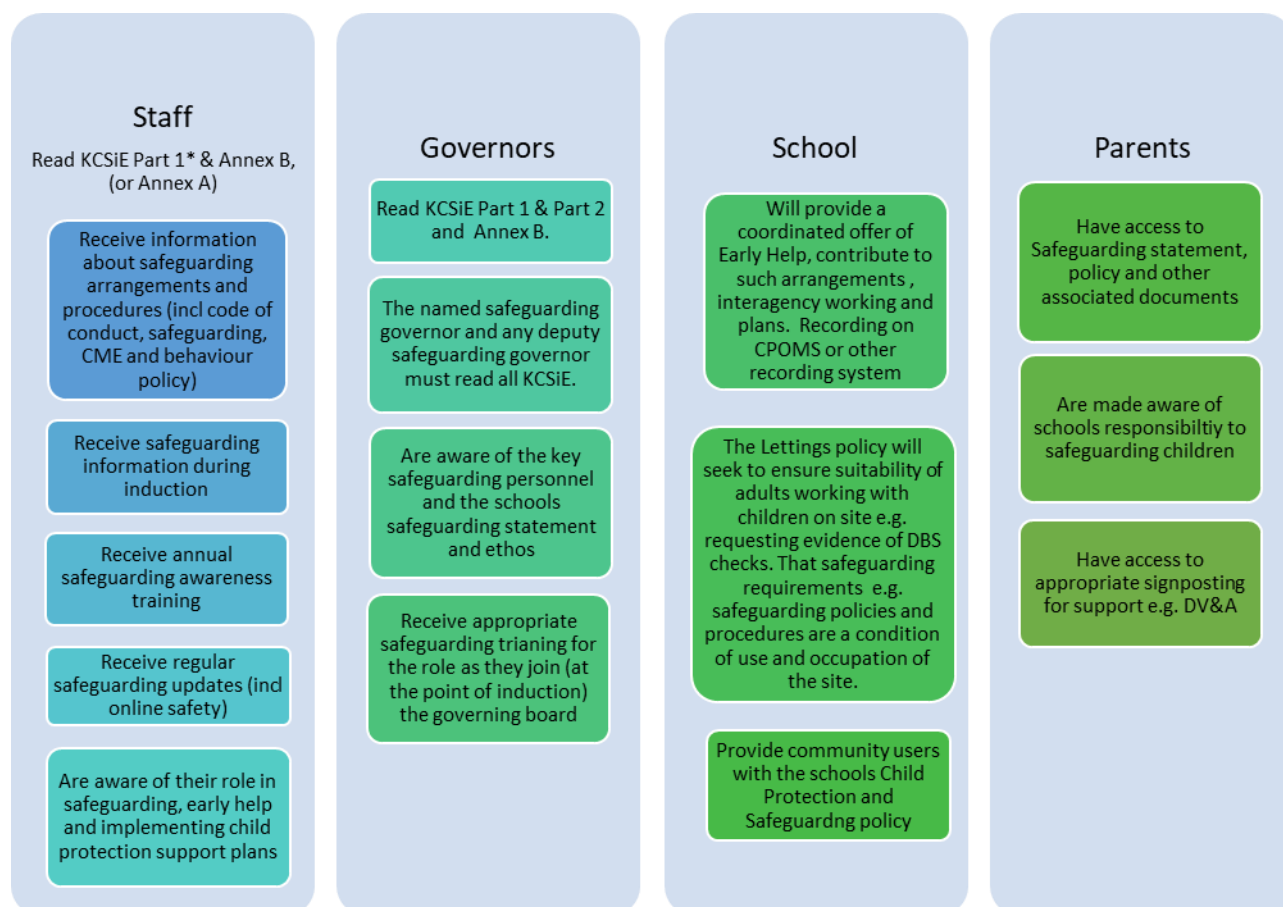 Staff
Read KCSiE Part 1* & Annex B,
(or Annex A)
Receive information
about safeguarding
arrangements and
procedures (incl code of
conduct, safeguarding,
CME and behaviour
policy)
Receive safeguarding
information during
induction
Receive annual
safeguarding awareness
training
Receive regular
safeguarding updates (incl
online safety)
Are aware of their role in
safeguarding, early help
and implementing child
protection support plans
Governors
Read KCSiE Part 1 & Part 2
and Annex B.
The named safeguarding
governor and any deputy
safeguarding governor
must read all KCSiE.
Are aware of the key
safeguarding personnel
and the schools
safeguarding statement
and ethos
Receive appropriate
safeguarding trianing for
the role as they join (at
the point of induction)
the governing board
School
Will provide a
coordinated offer of
Early Help, contribute to
such arrangements ,
interagency working and
plans. Recording on
CPOMS or other
recording system
The Lettings policy will
seek to ensure suitability of
adults working with
children on site e.g.
requesting evidence of DBS
checks. That safeguarding
requirements e.g.
safeguarding policies and
procedures are a condition
of use and occupation of
the site.
Provide community users
with the schools Child
Protection and
Safeguardng policy
Parents
Have access to
Safeguarding statement,
policy and other
associated documents
Are made aware of
schools responsibiltiy to
safeguarding children
Have access to
appropriate signposting
for support e.g. DV&A